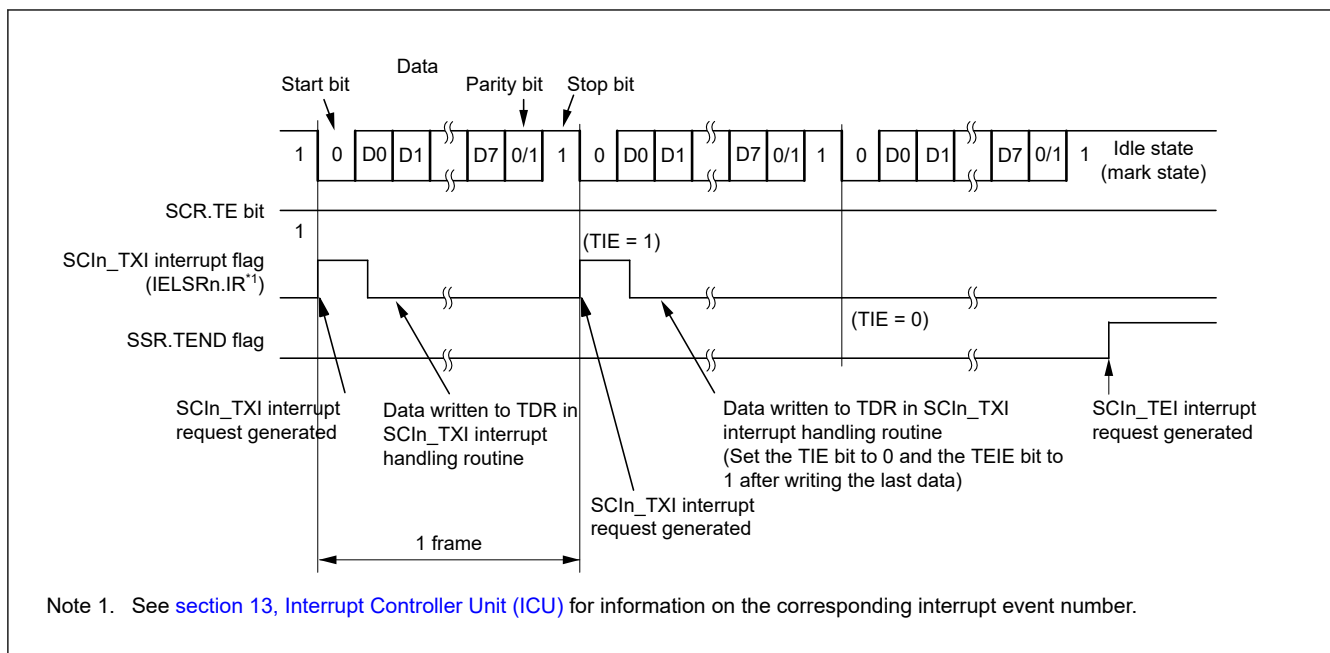 Data
Start bit Parity bit Stop bit
1 0 D0 D1 D7 0/1 1 0 D0 D1 D7 0/1 1 0 D0 D1 D7 0/1 1 Idle state
(mark state)
SCR.TE bit
1
(TIE = 1)
SCIn_TXI interrupt flag
(IELSRn.IR*1)
(TIE = 0)
SSR.TEND flag
SCIn_TXI interrupt
request generated
Data written to TDR in
SCIn_TXI interrupt
handling routine
Data written to TDR in SCIn_TXI
interrupt handling routine
(Set the TIE bit to 0 and the TEIE bit to
1 after writing the last data)
SCIn_TEI interrupt
request generated
SCIn_TXI interrupt
request generated
1 frame
Note 1. See section 13, Interrupt Controller Unit (ICU) for information on the corresponding interrupt event number.